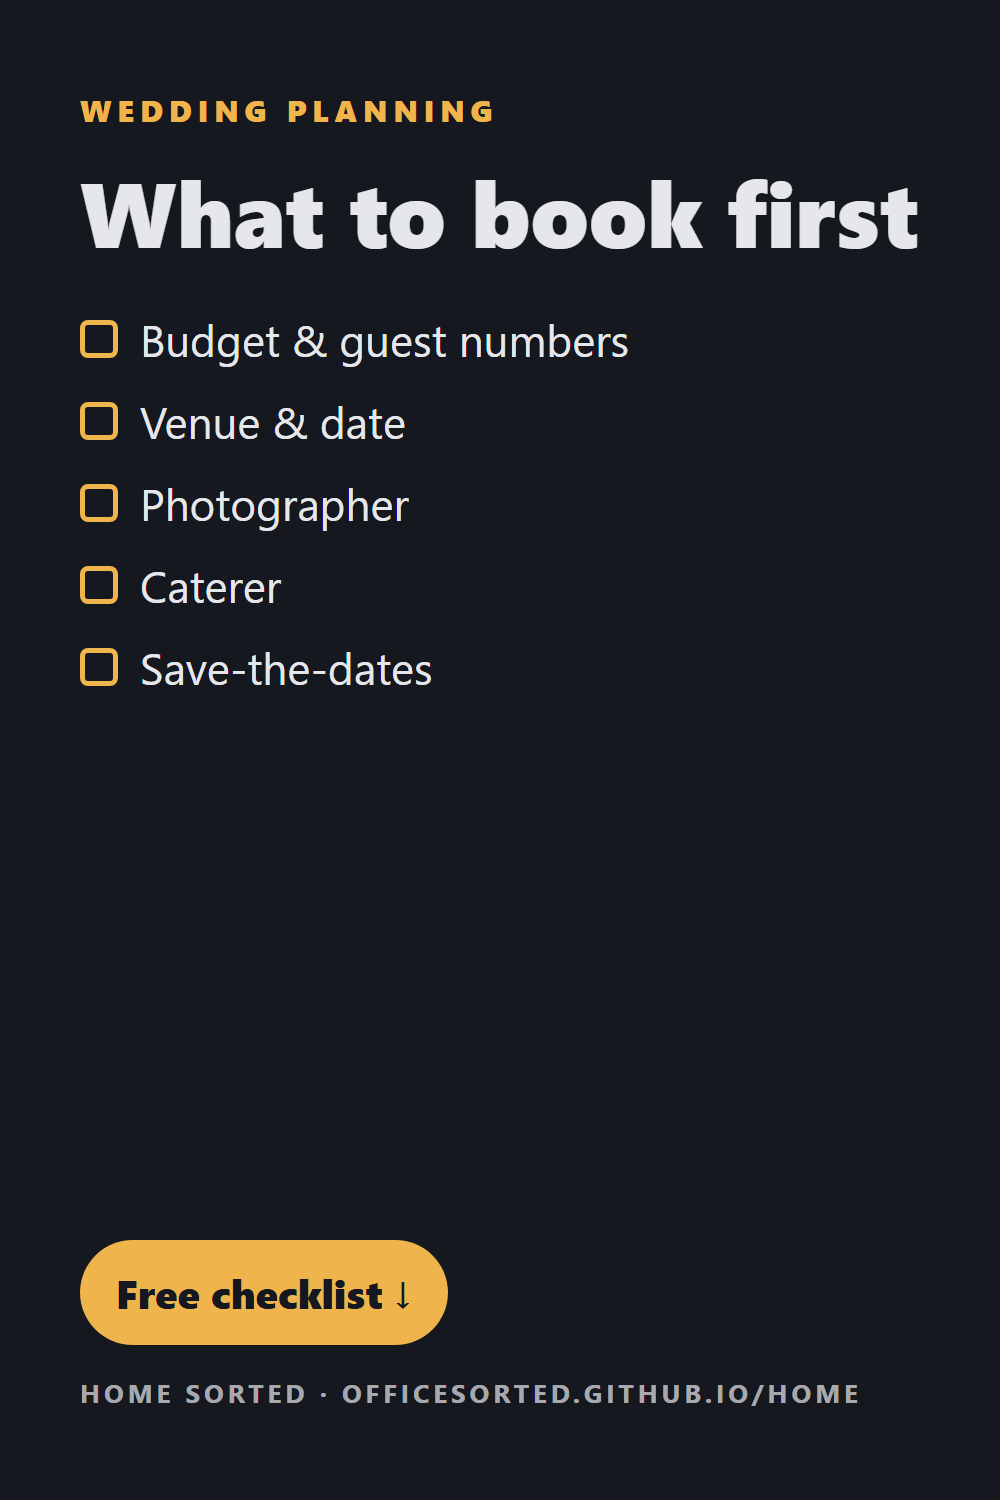 WEDDING PLANNING
What to book first
Budget & guest numbers
Venue & date
Photographer
Caterer
Save-the-dates
Free checklist ↓
HOME SORTED · OFFICESORTED.GITHUB.IO/HOME